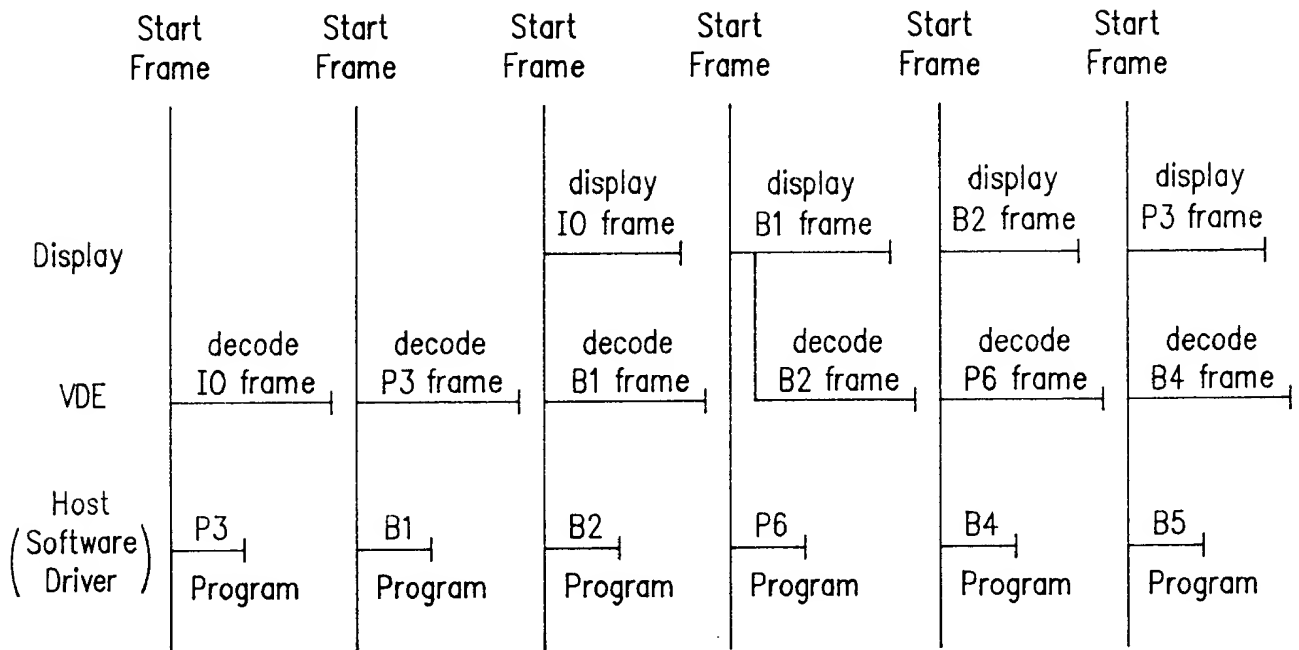 Start Frame
Start Frame
Start Frame
Start Frame
Start Frame
Start Frame
Display
display
IO frame
display
B1 frame
display
B2 frame
display
P3 frame
VDE
decode
IO frame
decode
P3 frame
decode
B1 frame
decode
B2 frame
decode
P6 frame
decode
B4 frame
Host
(Software
Driver)
P3
Program
B1
Program
B2
Program
P6
Program
B4
Program
B5
Program